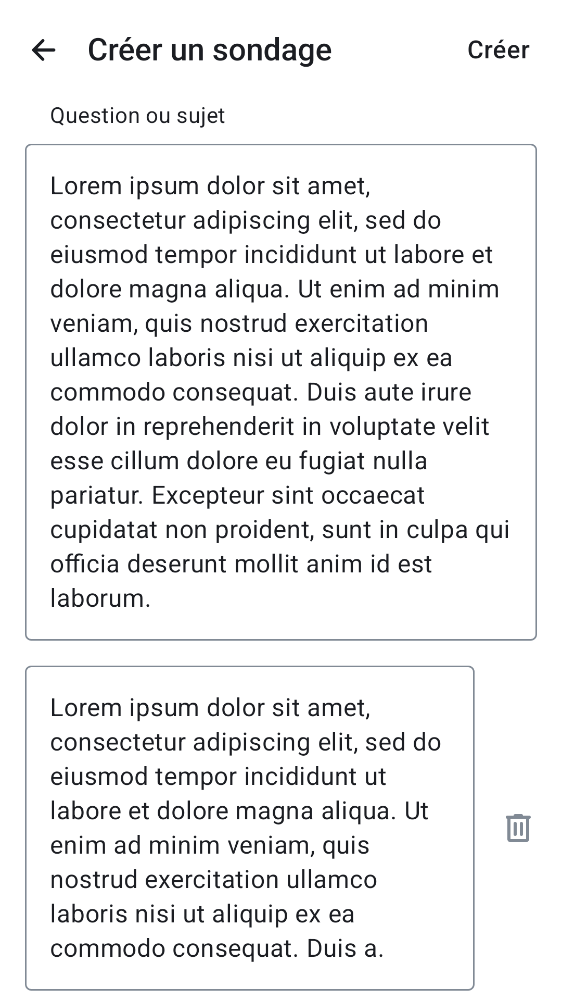 Créer un sondage Créer
Question ou sujet
Lorem ipsum dolor sit amet,
consectetur adipiscing elit, sed do
eiusmod tempor incididunt ut labore et
dolore magna aliqua. Ut enim ad minim
veniam, quis nostrud exercitation
ullamco laboris nisi ut aliquip ex ea
commodo consequat. Duis aute irure
dolor in reprehenderit in voluptate velit
esse cillum dolore eu fugiat nulla
pariatur. Excepteur sint occaecat
cupidatat non proident, sunt in culpa qui
officia deserunt mollit anim id est
laborum.
Lorem ipsum dolor sit amet,
consectetur adipiscing elit, sed do
eiusmod tempor incididunt ut
labore et dolore magna aliqua. Ut
enim ad minim veniam, quis
nostrud exercitation ullamco
laboris nisi ut aliquip ex ea
commodo consequat. Duis a.